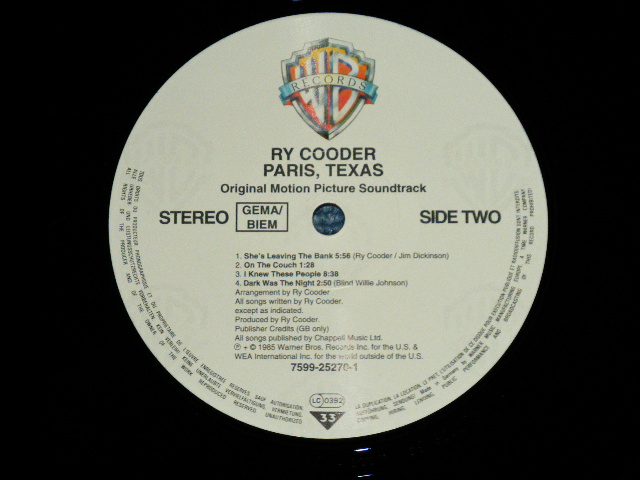 WB
RECORDS
RY COODER
PARIS, TEXAS
Original Motion Picture Soundtrack
STEREO
GEMA/
BIEM
SIDE TWO
1. She's Leaving The Bank 5:56 (Ry Cooder / Jim Dickinson)
2. On The Couch 1:28
3. I Knew These People 8:38
4. Dark Was The Night 2:50 (Blind Willie Johnson)
Arrangement by Ry Cooder
All songs written by Ry Cooder.
except as indicated.
Produced by Ry Cooder.
Publisher Credits (GB only)
All songs published by Chappell Music Ltd.
℗ + © 1985 Warner Bros. Records Inc. for the U.S. &
WEA International Inc. for the world outside of the U.S.
7599-25270-1
LC 0392
33